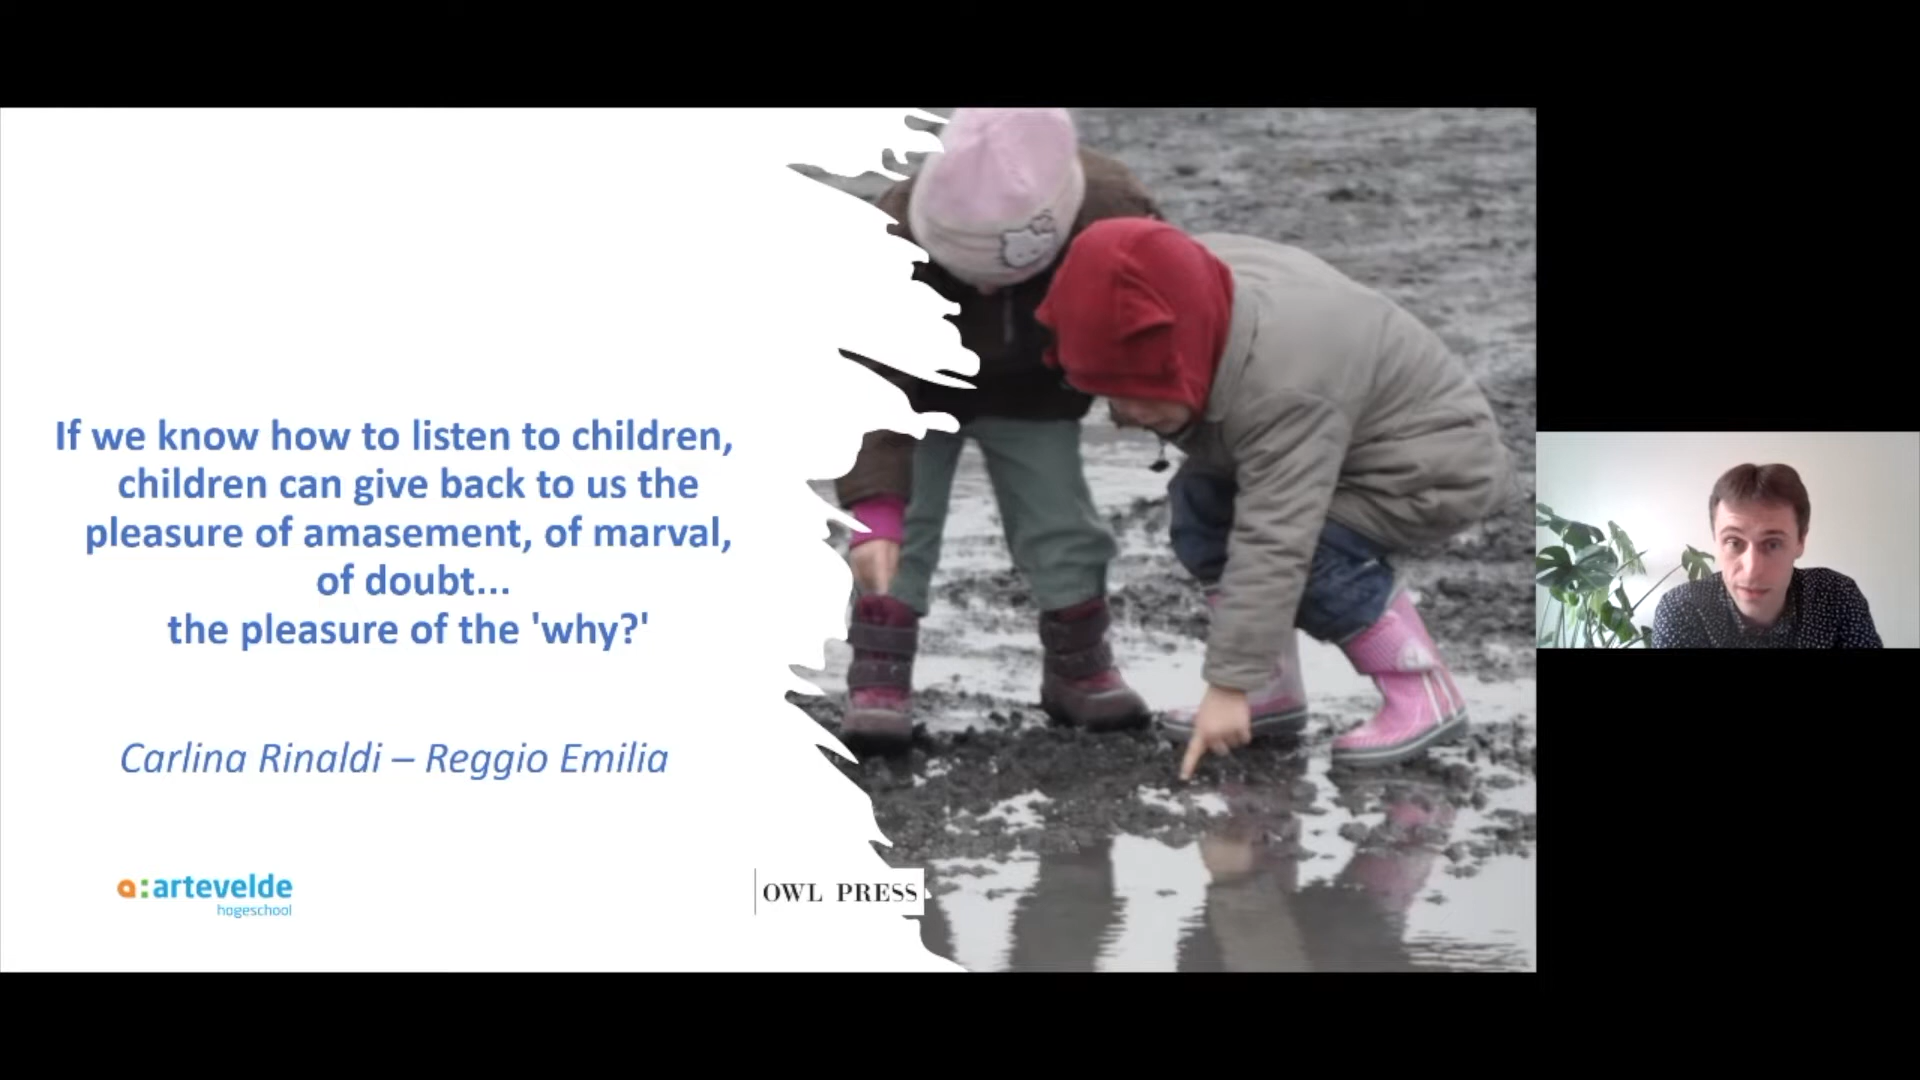 If we know how to listen to children,
children can give back to us the
pleasure of amasement, of marval,
of doubt...
the pleasure of the 'why?'
Carlina Rinaldi – Reggio Emilia
a:artevelde
hogeschool
OWL PRESS